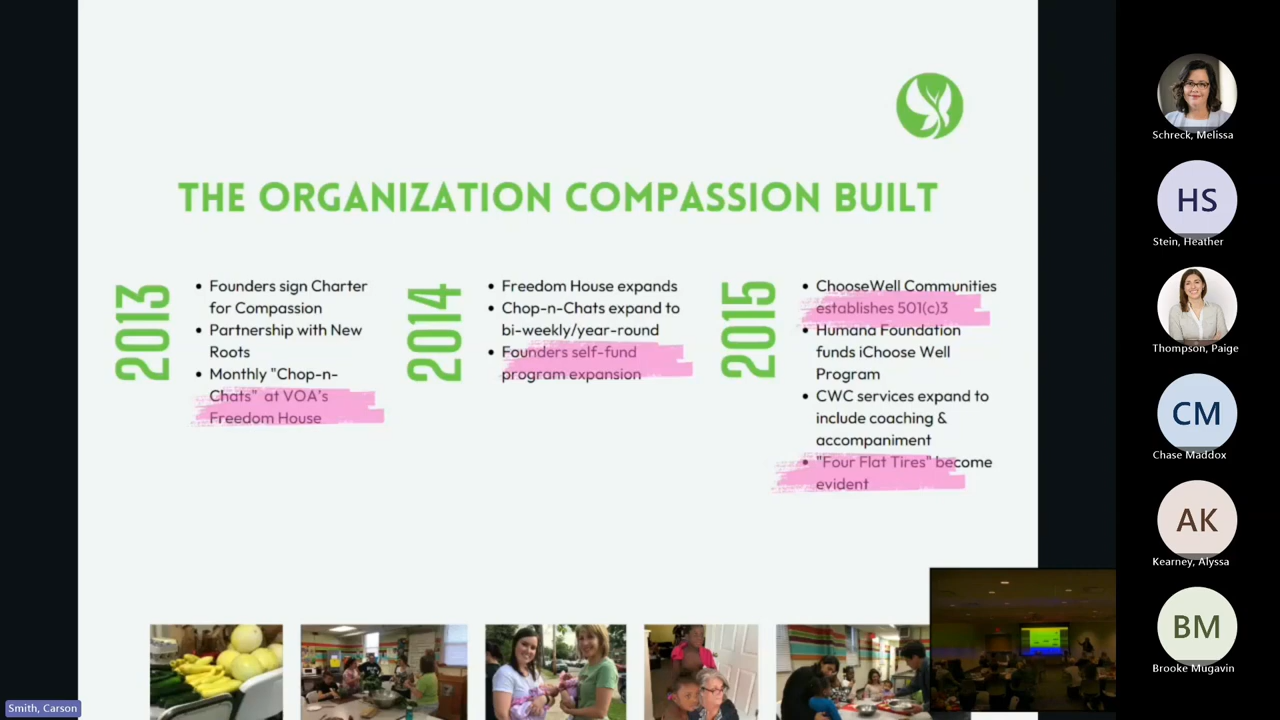 THE ORGANIZATION COMPASSION BUILT
2013
Founders sign Charter
for Compassion
Partnership with New
Roots
Monthly "Chop-n-
Chats" at VOA's
Freedom House
2014
Freedom House expands
Chop-n-Chats expand to
bi-weekly/year-round
Founders self-fund
program expansion
2015
ChooseWell Communities
establishes 501(c)3
Humana Foundation
funds iChoose Well
Program
CWC services expand to
include coaching &
accompaniment
"Four Flat Tires" become
evident
Schreck, Melissa
HS
Stein, Heather
Thompson, Paige
CM
Chase Maddox
AK
Kearney, Alyssa
BM
Brooke Mugavin
Smith, Carson